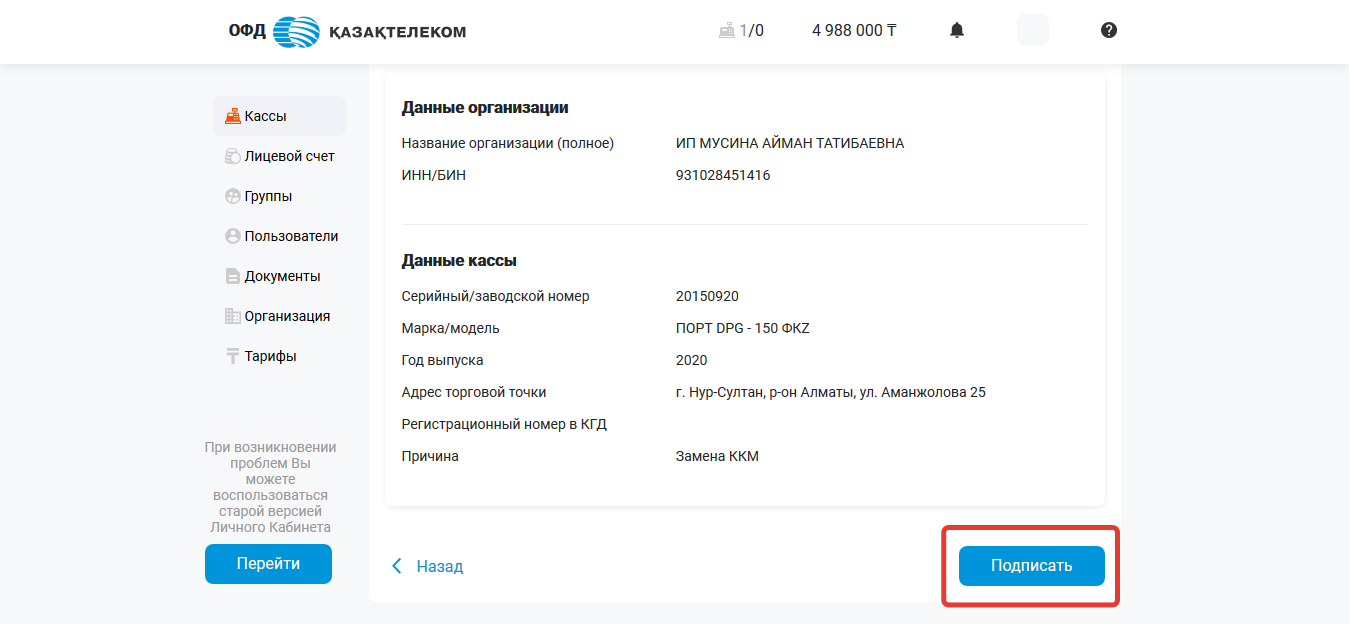 ОФД ҚАЗАҚТЕЛЕКОМ
1/0
4 988 000 ₸
Кассы
Лицевой счет
Группы
Пользователи
Документы
Организация
Тарифы
При возникновении
проблем Вы
можете
воспользоваться
старой версией
Личного Кабинета
Перейти
Данные организации
Название организации (полное) ИП МУСИНА АЙМАН ТАТИБАЕВНА
ИНН/БИН 931028451416
Данные кассы
Серийный/заводской номер 20150920
Марка/модель ПОРТ DPG - 150 ФKZ
Год выпуска 2020
Адрес торговой точки г. Нур-Султан, р-он Алматы, ул. Аманжолова 25
Регистрационный номер в КГД
Причина Замена ККМ
Назад
Подписать